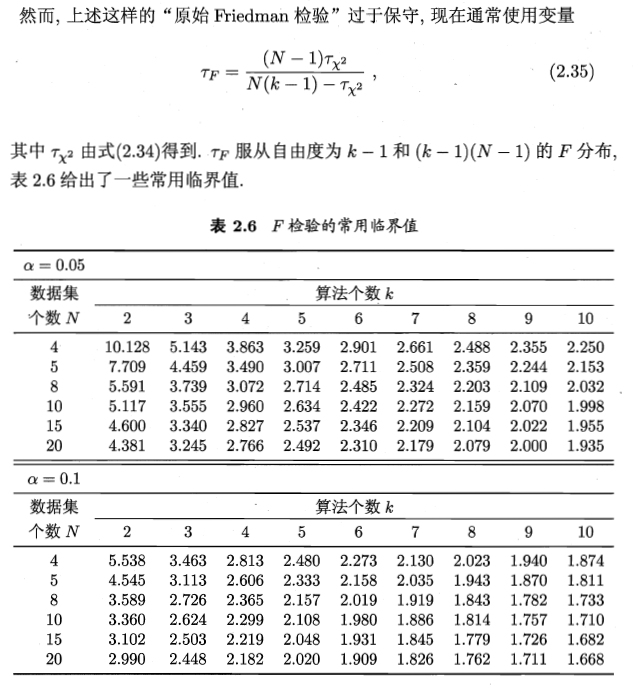 然而, 上述这样的“原始 Friedman 检验”过于保守, 现在通常使用变量
τ_F = (N − 1)τ_χ² / (N(k − 1) − τ_χ²) , (2.35)
其中 τ_χ² 由式(2.34)得到. τ_F 服从自由度为 k − 1 和 (k − 1)(N − 1) 的 F 分布,
表 2.6 给出了一些常用临界值.
表 2.6 F 检验的常用临界值
α = 0.05
数据集 算法个数 k
个数 N 2 3 4 5 6 7 8 9 10
4 10.128 5.143 3.863 3.259 2.901 2.661 2.488 2.355 2.250
5 7.709 4.459 3.490 3.007 2.711 2.508 2.359 2.244 2.153
8 5.591 3.739 3.072 2.714 2.485 2.324 2.203 2.109 2.032
10 5.117 3.555 2.960 2.634 2.422 2.272 2.159 2.070 1.998
15 4.600 3.340 2.827 2.537 2.346 2.209 2.104 2.022 1.955
20 4.381 3.245 2.766 2.492 2.310 2.179 2.079 2.000 1.935
α = 0.1
数据集 算法个数 k
个数 N 2 3 4 5 6 7 8 9 10
4 5.538 3.463 2.813 2.480 2.273 2.130 2.023 1.940 1.874
5 4.545 3.113 2.606 2.333 2.158 2.035 1.943 1.870 1.811
8 3.589 2.726 2.365 2.157 2.019 1.919 1.843 1.782 1.733
10 3.360 2.624 2.299 2.108 1.980 1.886 1.814 1.757 1.710
15 3.102 2.503 2.219 2.048 1.931 1.845 1.779 1.726 1.682
20 2.990 2.448 2.182 2.020 1.909 1.826 1.762 1.711 1.668